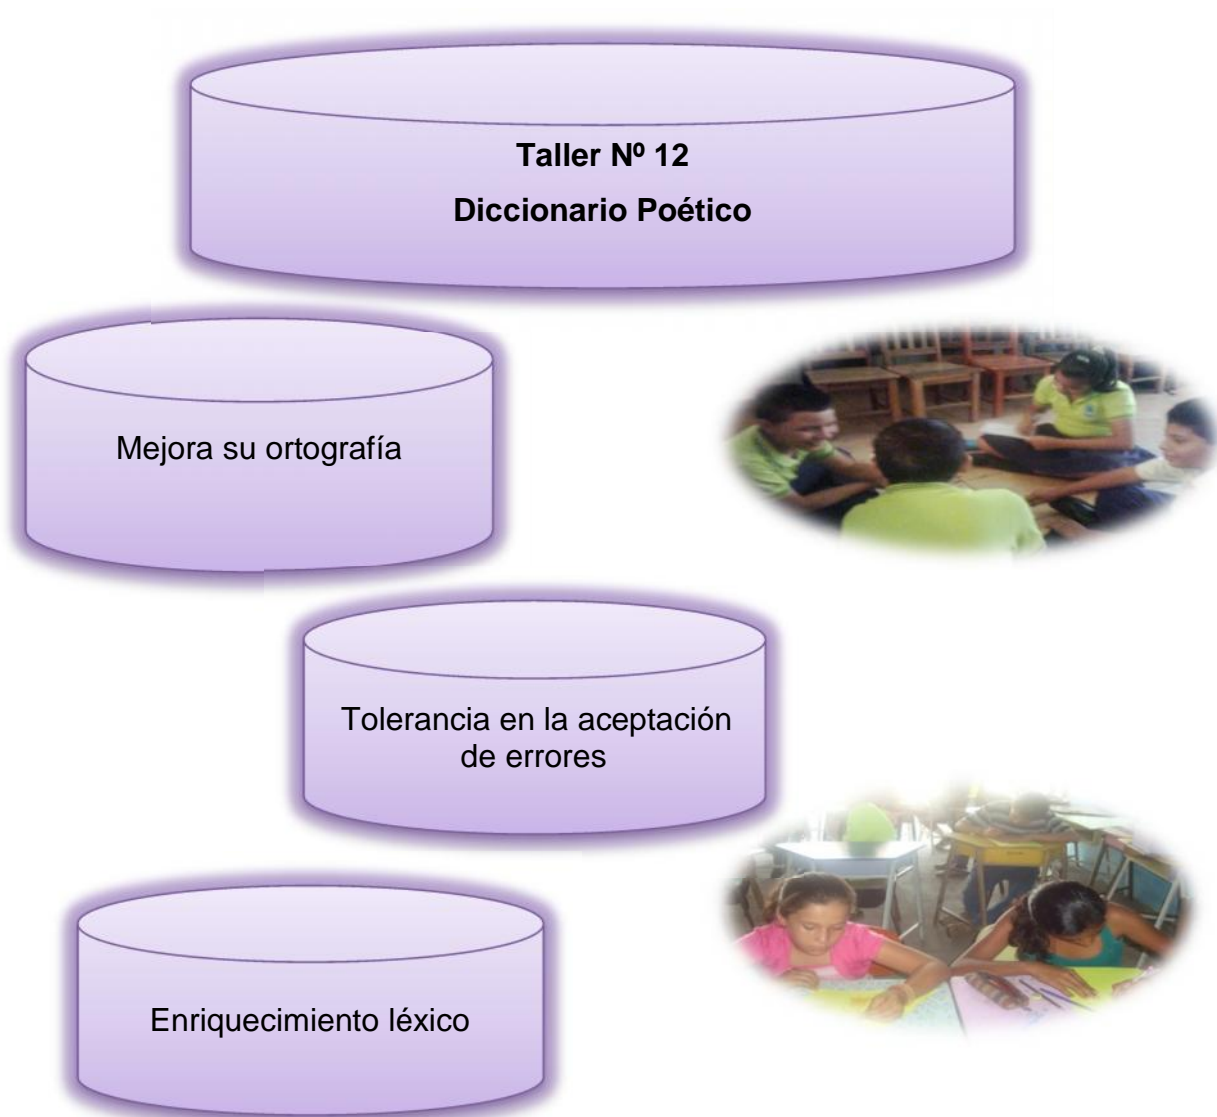 Taller Nº 12
Diccionario Poético
Mejora su ortografía
Tolerancia en la aceptación
de errores
Enriquecimiento léxico